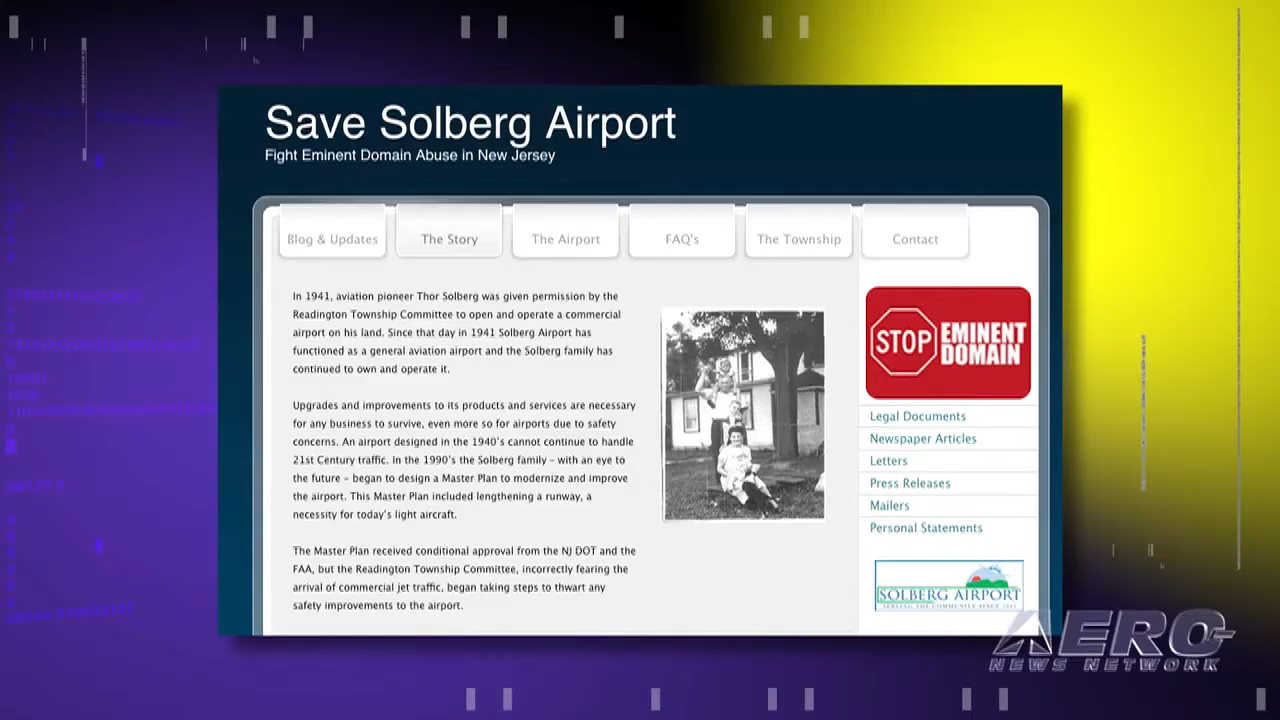 Save Solberg Airport
Fight Eminent Domain Abuse in New Jersey
Blog & Updates
The Story
The Airport
FAQ's
The Township
Contact
In 1941, aviation pioneer Thor Solberg was given permission by the
Readington Township Committee to open and operate a commercial
airport on his land. Since that day in 1941 Solberg Airport has
functioned as a general aviation airport and the Solberg family has
continued to own and operate it.
Upgrades and improvements to its products and services are necessary
for any business to survive, even more so for airports due to safety
concerns. An airport designed in the 1940's cannot continue to handle
21st Century traffic. In the 1990's the Solberg family – with an eye to
the future – began to design a Master Plan to modernize and improve
the airport. This Master Plan included lengthening a runway, a
necessity for today's light aircraft.
The Master Plan received conditional approval from the NJ DOT and the
FAA, but the Readington Township Committee, incorrectly fearing the
arrival of commercial jet traffic, began taking steps to thwart any
safety improvements to the airport.
STOP
EMINENT
DOMAIN
Legal Documents
Newspaper Articles
Letters
Press Releases
Mailers
Personal Statements
SOLBERG AIRPORT
SERVING THE COMMUNITY SINCE
AERO
NEWS NETWORK